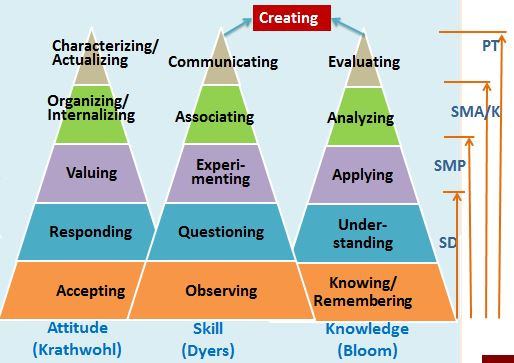 Creating
Characterizing/
Actualizing
Communicating
Evaluating
PT
Organizing/
Internalizing
Associating
Analyzing
SMA/K
Valuing
Experi-
menting
Applying
SMP
Responding
Questioning
Under-
standing
SD
Accepting
Observing
Knowing/
Remembering
Attitude
(Krathwohl)
Skill
(Dyers)
Knowledge
(Bloom)